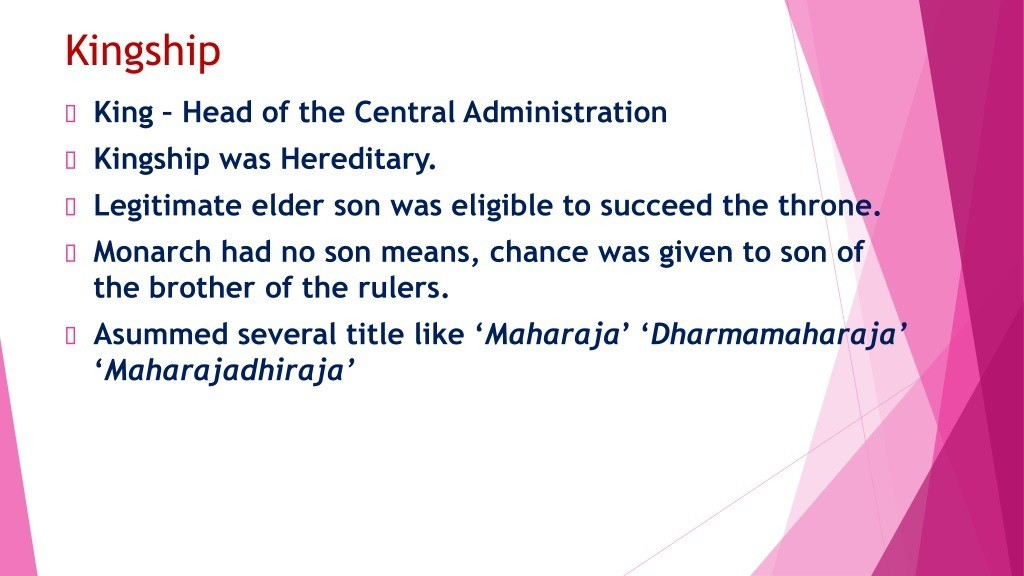 Kingship
King – Head of the Central Administration
Kingship was Hereditary.
Legitimate elder son was eligible to succeed the throne.
Monarch had no son means, chance was given to son of
the brother of the rulers.
Asummed several title like ‘Maharaja’ ‘Dharmamaharaja’
‘Maharajadhiraja’